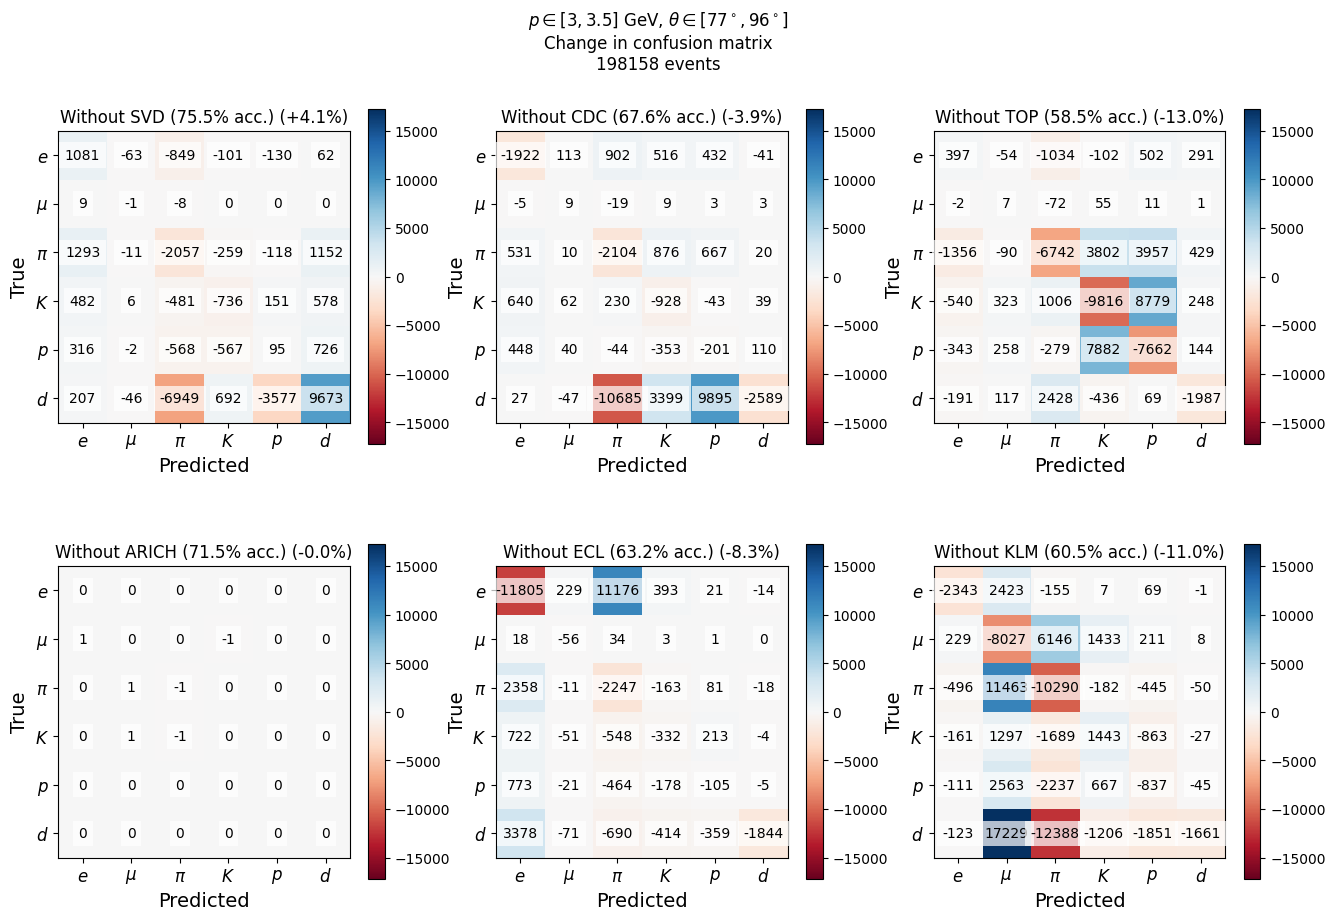 p ∈ [3, 3.5] GeV, θ ∈ [77°, 96°]
Change in confusion matrix
198158 events
Without SVD (75.5% acc.) (+4.1%)
True
e 1081 -63 -849 -101 -130 62
μ 9 -1 -8 0 0 0
π 1293 -11 -2057 -259 -118 1152
K 482 6 -481 -736 151 578
p 316 -2 -568 -567 95 726
d 207 -46 -6949 692 -3577 9673
e μ π K p d
Predicted
15000
10000
5000
0
−5000
−10000
−15000
Without CDC (67.6% acc.) (-3.9%)
True
e -1922 113 902 516 432 -41
μ -5 9 -19 9 3 3
π 531 10 -2104 876 667 20
K 640 62 230 -928 -43 39
p 448 40 -44 -353 -201 110
d 27 -47 -10685 3399 9895 -2589
e μ π K p d
Predicted
15000
10000
5000
0
−5000
−10000
−15000
Without TOP (58.5% acc.) (-13.0%)
True
e 397 -54 -1034 -102 502 291
μ -2 7 -72 55 11 1
π -1356 -90 -6742 3802 3957 429
K -540 323 1006 -9816 8779 248
p -343 258 -279 7882 -7662 144
d -191 117 2428 -436 69 -1987
e μ π K p d
Predicted
15000
10000
5000
0
−5000
−10000
−15000
Without ARICH (71.5% acc.) (-0.0%)
True
e 0 0 0 0 0 0
μ 1 0 0 -1 0 0
π 0 1 -1 0 0 0
K 0 1 -1 0 0 0
p 0 0 0 0 0 0
d 0 0 0 0 0 0
e μ π K p d
Predicted
15000
10000
5000
0
−5000
−10000
−15000
Without ECL (63.2% acc.) (-8.3%)
True
e -11805 229 11176 393 21 -14
μ 18 -56 34 3 1 0
π 2358 -11 -2247 -163 81 -18
K 722 -51 -548 -332 213 -4
p 773 -21 -464 -178 -105 -5
d 3378 -71 -690 -414 -359 -1844
e μ π K p d
Predicted
15000
10000
5000
0
−5000
−10000
−15000
Without KLM (60.5% acc.) (-11.0%)
True
e -2343 2423 -155 7 69 -1
μ 229 -8027 6146 1433 211 8
π -496 11463 -10290 -182 -445 -50
K -161 1297 -1689 1443 -863 -27
p -111 2563 -2237 667 -837 -45
d -123 17229 -12388 -1206 -1851 -1661
e μ π K p d
Predicted
15000
10000
5000
0
−5000
−10000
−15000